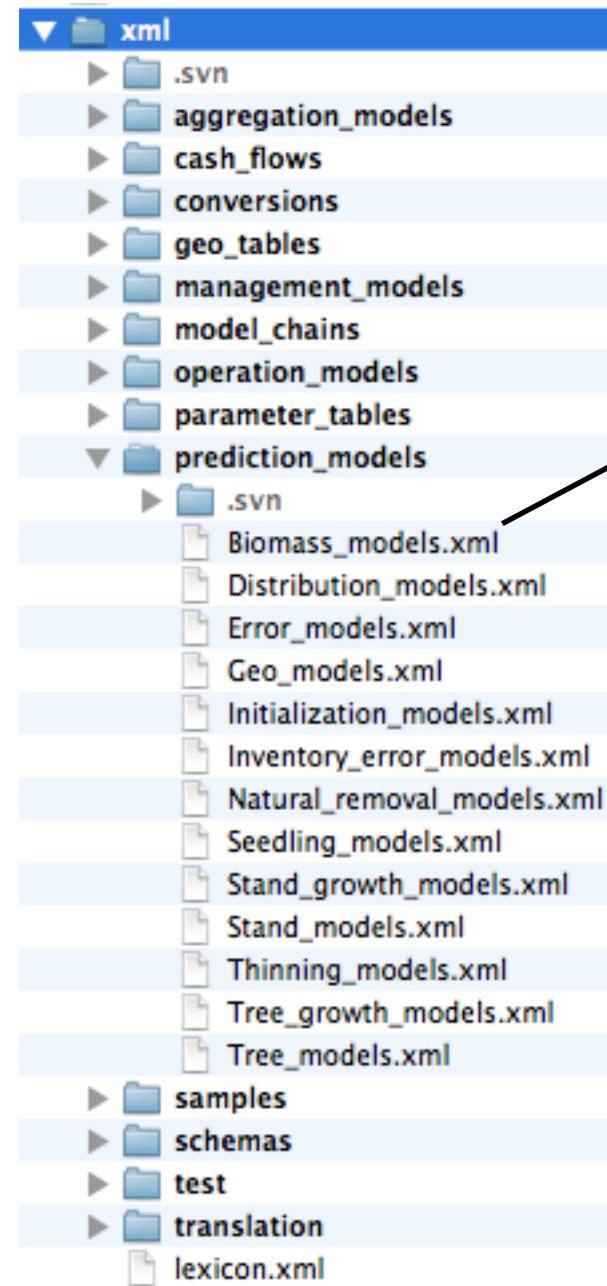 xml
.svn
aggregation_models
cash_flows
conversions
geo_tables
management_models
model_chains
operation_models
parameter_tables
prediction_models
.svn
Biomass_models.xml
Distribution_models.xml
Error_models.xml
Geo_models.xml
Initialization_models.xml
Inventory_error_models.xml
Natural_removal_models.xml
Seedling_models.xml
Stand_growth_models.xml
Stand_models.xml
Thinning_models.xml
Tree_growth_models.xml
Tree_models.xml
samples
schemas
test
translation
lexicon.xml